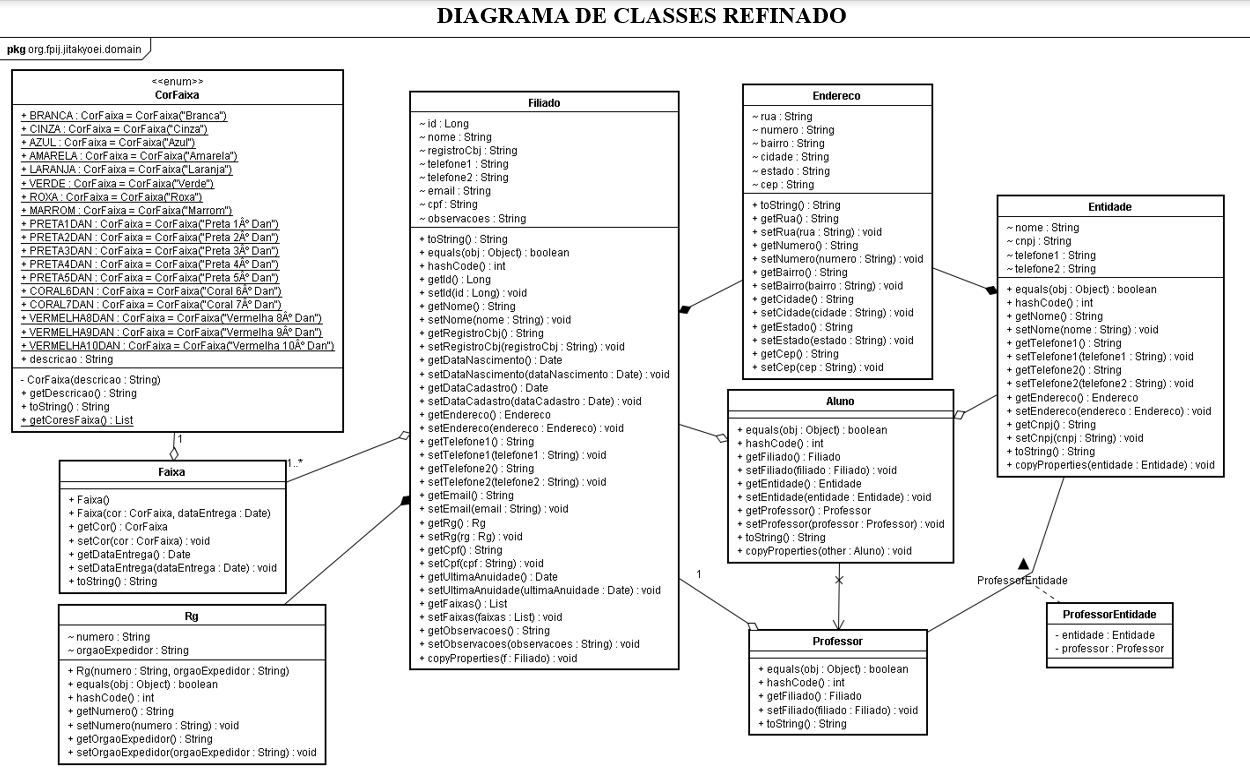 DIAGRAMA DE CLASSES REFINADO
pkg org.fpij.jitakyoei.domain
<<enum>>
CorFaixa
+ BRANCA : CorFaixa = CorFaixa("Branca")
+ CINZA : CorFaixa = CorFaixa("Cinza")
+ AZUL : CorFaixa = CorFaixa("Azul")
+ AMARELA : CorFaixa = CorFaixa("Amarela")
+ LARANJA : CorFaixa = CorFaixa("Laranja")
+ VERDE : CorFaixa = CorFaixa("Verde")
+ ROXA : CorFaixa = CorFaixa("Roxa")
+ MARROM : CorFaixa = CorFaixa("Marrom")
+ PRETA1DAN : CorFaixa = CorFaixa("Preta 1Âº Dan")
+ PRETA2DAN : CorFaixa = CorFaixa("Preta 2Âº Dan")
+ PRETA3DAN : CorFaixa = CorFaixa("Preta 3Âº Dan")
+ PRETA4DAN : CorFaixa = CorFaixa("Preta 4Âº Dan")
+ PRETA5DAN : CorFaixa = CorFaixa("Preta 5Âº Dan")
+ CORAL6DAN : CorFaixa = CorFaixa("Coral 6Âº Dan")
+ CORAL7DAN : CorFaixa = CorFaixa("Coral 7Âº Dan")
+ VERMELHA8DAN : CorFaixa = CorFaixa("Vermelha 8Âº Dan")
+ VERMELHA9DAN : CorFaixa = CorFaixa("Vermelha 9Âº Dan")
+ VERMELHA10DAN : CorFaixa = CorFaixa("Vermelha 10Âº Dan")
+ descricao : String
- CorFaixa(descricao : String)
+ getDescricao() : String
+ toString() : String
+ getCoresFaixa() : List
1
Faixa
1..*
+ Faixa()
+ Faixa(cor : CorFaixa, dataEntrega : Date)
+ getCor() : CorFaixa
+ setCor(cor : CorFaixa) : void
+ getDataEntrega() : Date
+ setDataEntrega(dataEntrega : Date) : void
+ toString() : String
Rg
~ numero : String
~ orgaoExpedidor : String
+ Rg(numero : String, orgaoExpedidor : String)
+ equals(obj : Object) : boolean
+ hashCode() : int
+ getNumero() : String
+ setNumero(numero : String) : void
+ getOrgaoExpedidor() : String
+ setOrgaoExpedidor(orgaoExpedidor : String) : void
Filiado
~ id : Long
~ nome : String
~ registroCbj : String
~ telefone1 : String
~ telefone2 : String
~ email : String
~ cpf : String
~ observacoes : String
+ toString() : String
+ equals(obj : Object) : boolean
+ hashCode() : int
+ getId() : Long
+ setId(id : Long) : void
+ getNome() : String
+ setNome(nome : String) : void
+ getRegistroCbj() : String
+ setRegistroCbj(registroCbj : String) : void
+ getDataNascimento() : Date
+ setDataNascimento(dataNascimento : Date) : void
+ getDataCadastro() : Date
+ setDataCadastro(dataCadastro : Date) : void
+ getEndereco() : Endereco
+ setEndereco(endereco : Endereco) : void
+ getTelefone1() : String
+ setTelefone1(telefone1 : String) : void
+ getTelefone2() : String
+ setTelefone2(telefone2 : String) : void
+ getEmail() : String
+ setEmail(email : String) : void
+ getRg() : Rg
+ setRg(rg : Rg) : void
+ getCpf() : String
+ setCpf(cpf : String) : void
+ getUltimaAnuidade() : Date
+ setUltimaAnuidade(ultimaAnuidade : Date) : void
+ getFaixas() : List
+ setFaixas(faixas : List) : void
+ getObservacoes() : String
+ setObservacoes(observacoes : String) : void
+ copyProperties(f : Filiado) : void
Endereco
~ rua : String
~ numero : String
~ bairro : String
~ cidade : String
~ estado : String
~ cep : String
+ toString() : String
+ getRua() : String
+ setRua(rua : String) : void
+ getNumero() : String
+ setNumero(numero : String) : void
+ getBairro() : String
+ setBairro(bairro : String) : void
+ getCidade() : String
+ setCidade(cidade : String) : void
+ getEstado() : String
+ setEstado(estado : String) : void
+ getCep() : String
+ setCep(cep : String) : void
Aluno
+ equals(obj : Object) : boolean
+ hashCode() : int
+ getFiliado() : Filiado
+ setFiliado(filiado : Filiado) : void
+ getEntidade() : Entidade
+ setEntidade(entidade : Entidade) : void
+ getProfessor() : Professor
+ setProfessor(professor : Professor) : void
+ toString() : String
+ copyProperties(other : Aluno) : void
1
Professor
+ equals(obj : Object) : boolean
+ hashCode() : int
+ getFiliado() : Filiado
+ setFiliado(filiado : Filiado) : void
+ toString() : String
Entidade
~ nome : String
~ cnpj : String
~ telefone1 : String
~ telefone2 : String
+ equals(obj : Object) : boolean
+ hashCode() : int
+ getNome() : String
+ setNome(nome : String) : void
+ getTelefone1() : String
+ setTelefone1(telefone1 : String) : void
+ getTelefone2() : String
+ setTelefone2(telefone2 : String) : void
+ getEndereco() : Endereco
+ setEndereco(endereco : Endereco) : void
+ getCnpj() : String
+ setCnpj(cnpj : String) : void
+ toString() : String
+ copyProperties(entidade : Entidade) : void
ProfessorEntidade
ProfessorEntidade
- entidade : Entidade
- professor : Professor